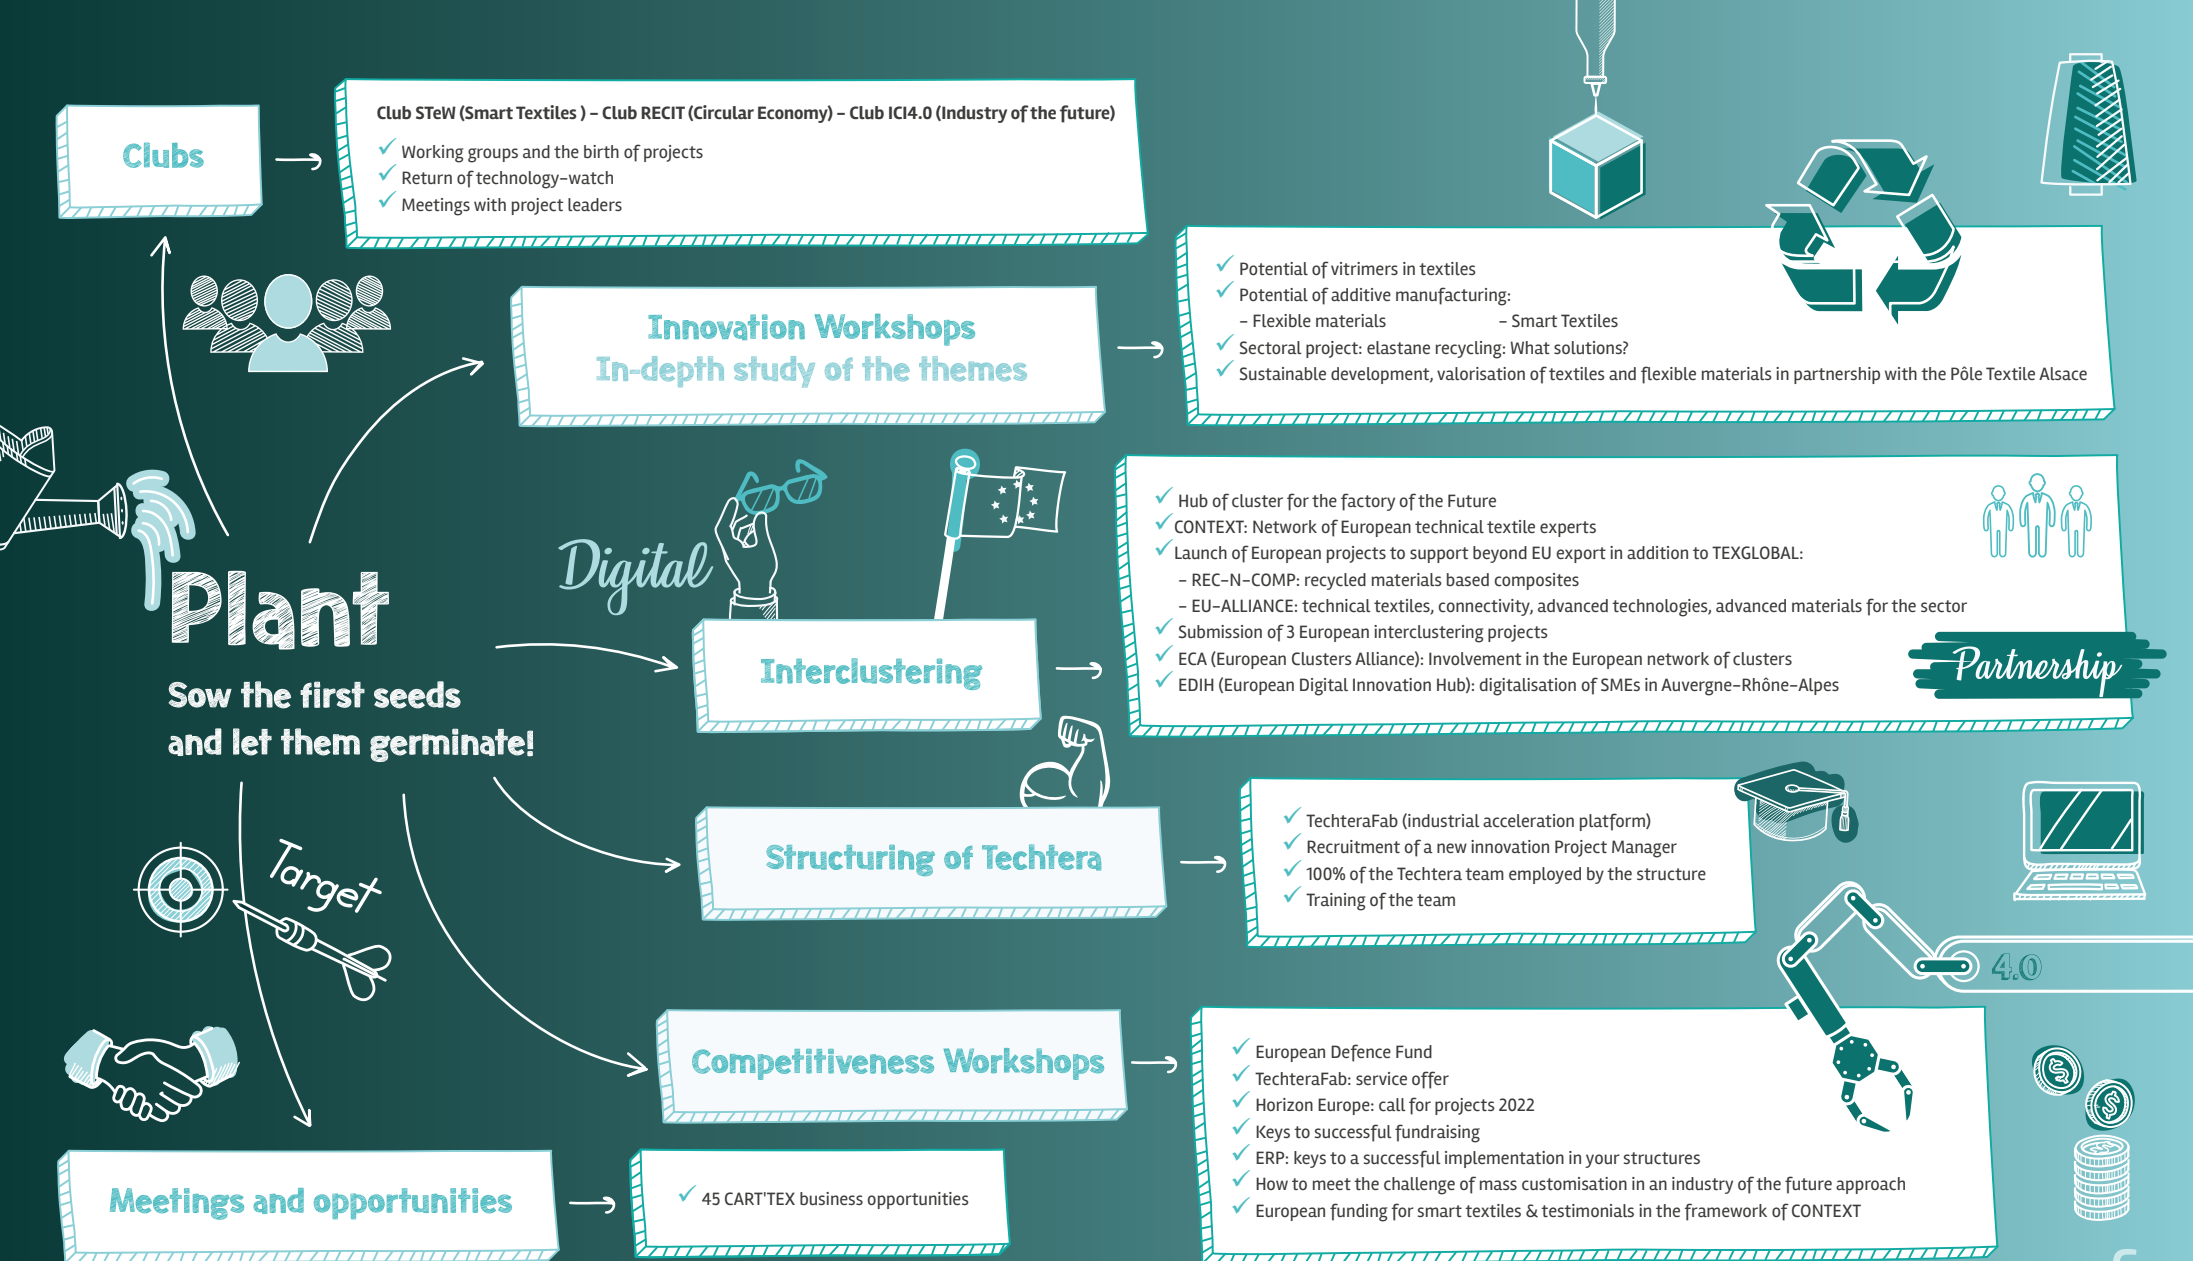 Clubs
Club STeW (Smart Textiles ) – Club RECIT (Circular Economy) – Club ICI4.0 (Industry of the future)
✓ Working groups and the birth of projects
✓ Return of technology-watch
✓ Meetings with project leaders
Innovation Workshops
In-depth study of the themes
✓ Potential of vitrimers in textiles
✓ Potential of additive manufacturing:
– Flexible materials – Smart Textiles
✓ Sectoral project: elastane recycling: What solutions?
✓ Sustainable development, valorisation of textiles and flexible materials in partnership with the Pôle Textile Alsace
Plant
Sow the first seeds
and let them germinate!
Digital
Interclustering
✓ Hub of cluster for the factory of the Future
✓ CONTEXT: Network of European technical textile experts
✓ Launch of European projects to support beyond EU export in addition to TEXGLOBAL:
– REC-N-COMP: recycled materials based composites
– EU-ALLIANCE: technical textiles, connectivity, advanced technologies, advanced materials for the sector
✓ Submission of 3 European interclustering projects
✓ ECA (European Clusters Alliance): Involvement in the European network of clusters
✓ EDIH (European Digital Innovation Hub): digitalisation of SMEs in Auvergne-Rhône-Alpes
Partnership
Structuring of Techtera
✓ TechteraFab (industrial acceleration platform)
✓ Recruitment of a new innovation Project Manager
✓ 100% of the Techtera team employed by the structure
✓ Training of the team
Target
4.0
Competitiveness Workshops
✓ European Defence Fund
✓ TechteraFab: service offer
✓ Horizon Europe: call for projects 2022
✓ Keys to successful fundraising
✓ ERP: keys to a successful implementation in your structures
✓ How to meet the challenge of mass customisation in an industry of the future approach
✓ European funding for smart textiles & testimonials in the framework of CONTEXT
Meetings and opportunities
✓ 45 CART'TEX business opportunities